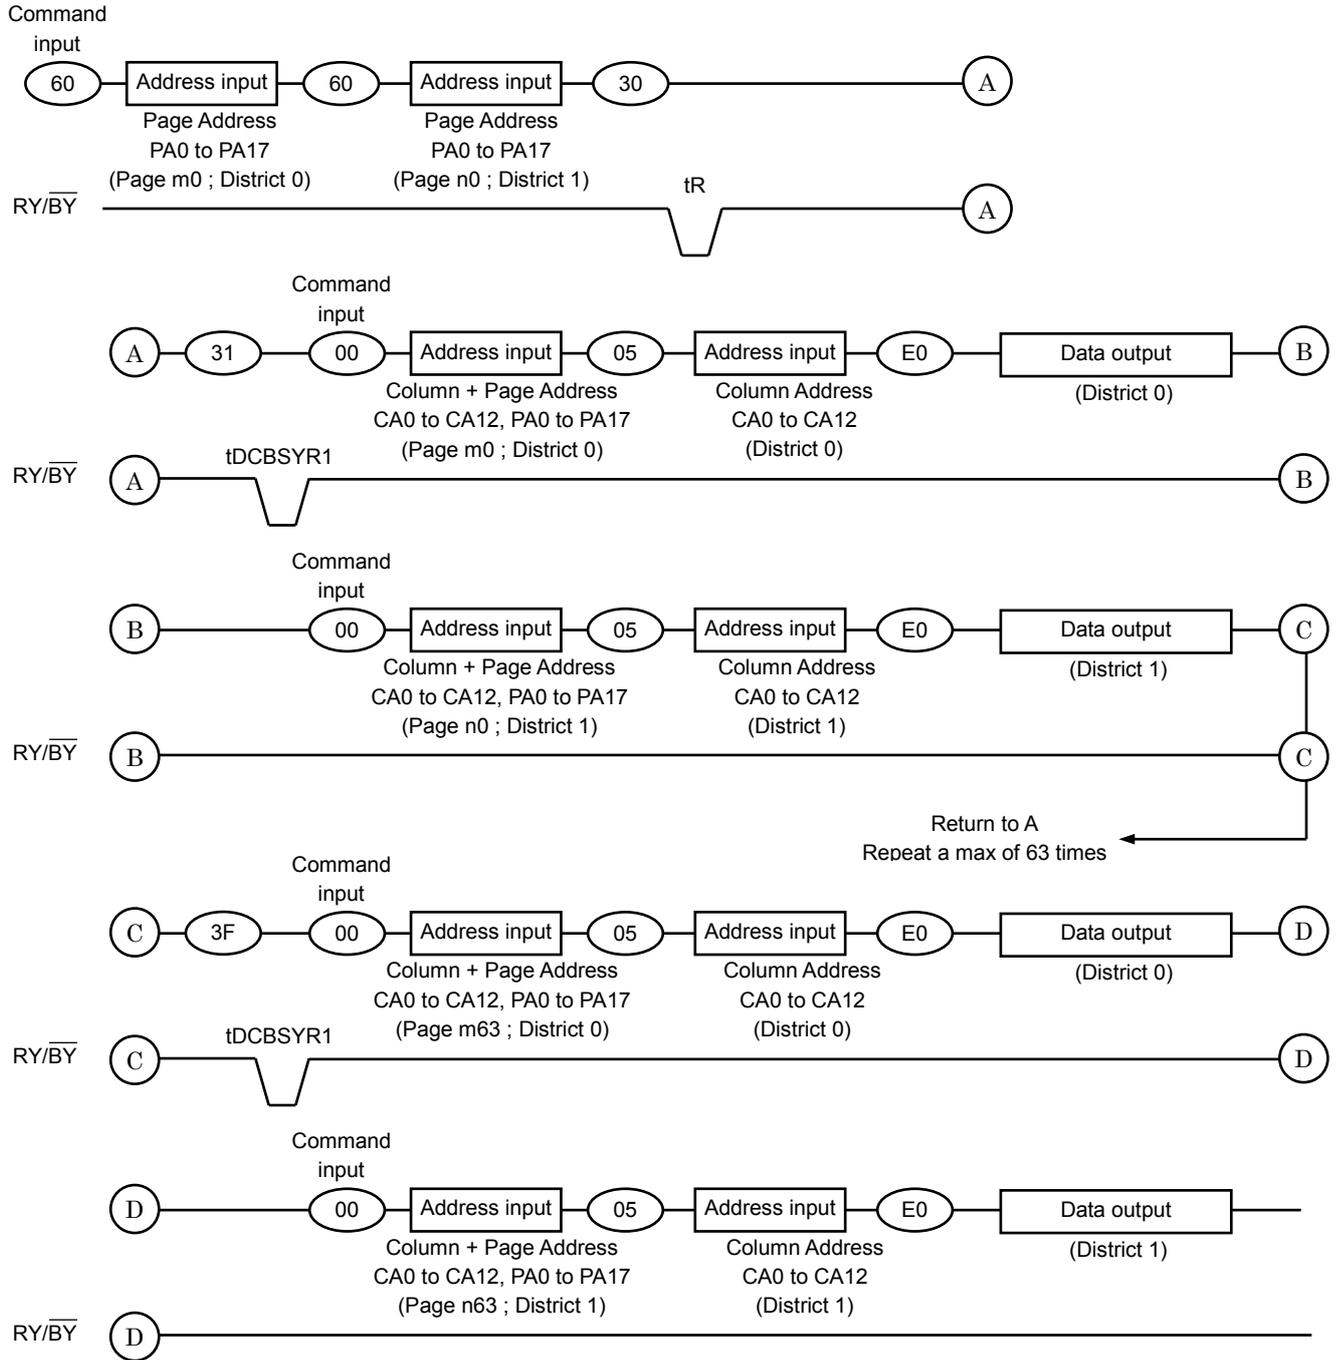 Command
input
60 Address input 60 Address input 30 A
Page Address Page Address
PA0 to PA17 PA0 to PA17
(Page m0 ; District 0) (Page n0 ; District 1)
tR
RY/BY A
Command
input
A 31 00 Address input 05 Address input E0 Data output B
Column + Page Address Column Address (District 0)
CA0 to CA12, PA0 to PA17 CA0 to CA12
(Page m0 ; District 0) (District 0)
tDCBSYR1
RY/BY A B
Command
input
B 00 Address input 05 Address input E0 Data output C
Column + Page Address Column Address (District 1)
CA0 to CA12, PA0 to PA17 CA0 to CA12
(Page n0 ; District 1) (District 1)
RY/BY B C
Return to A
Repeat a max of 63 times
Command
input
C 3F 00 Address input 05 Address input E0 Data output D
Column + Page Address Column Address (District 0)
CA0 to CA12, PA0 to PA17 CA0 to CA12
(Page m63 ; District 0) (District 0)
tDCBSYR1
RY/BY C D
Command
input
D 00 Address input 05 Address input E0 Data output
Column + Page Address Column Address (District 1)
CA0 to CA12, PA0 to PA17 CA0 to CA12
(Page n63 ; District 1) (District 1)
RY/BY D